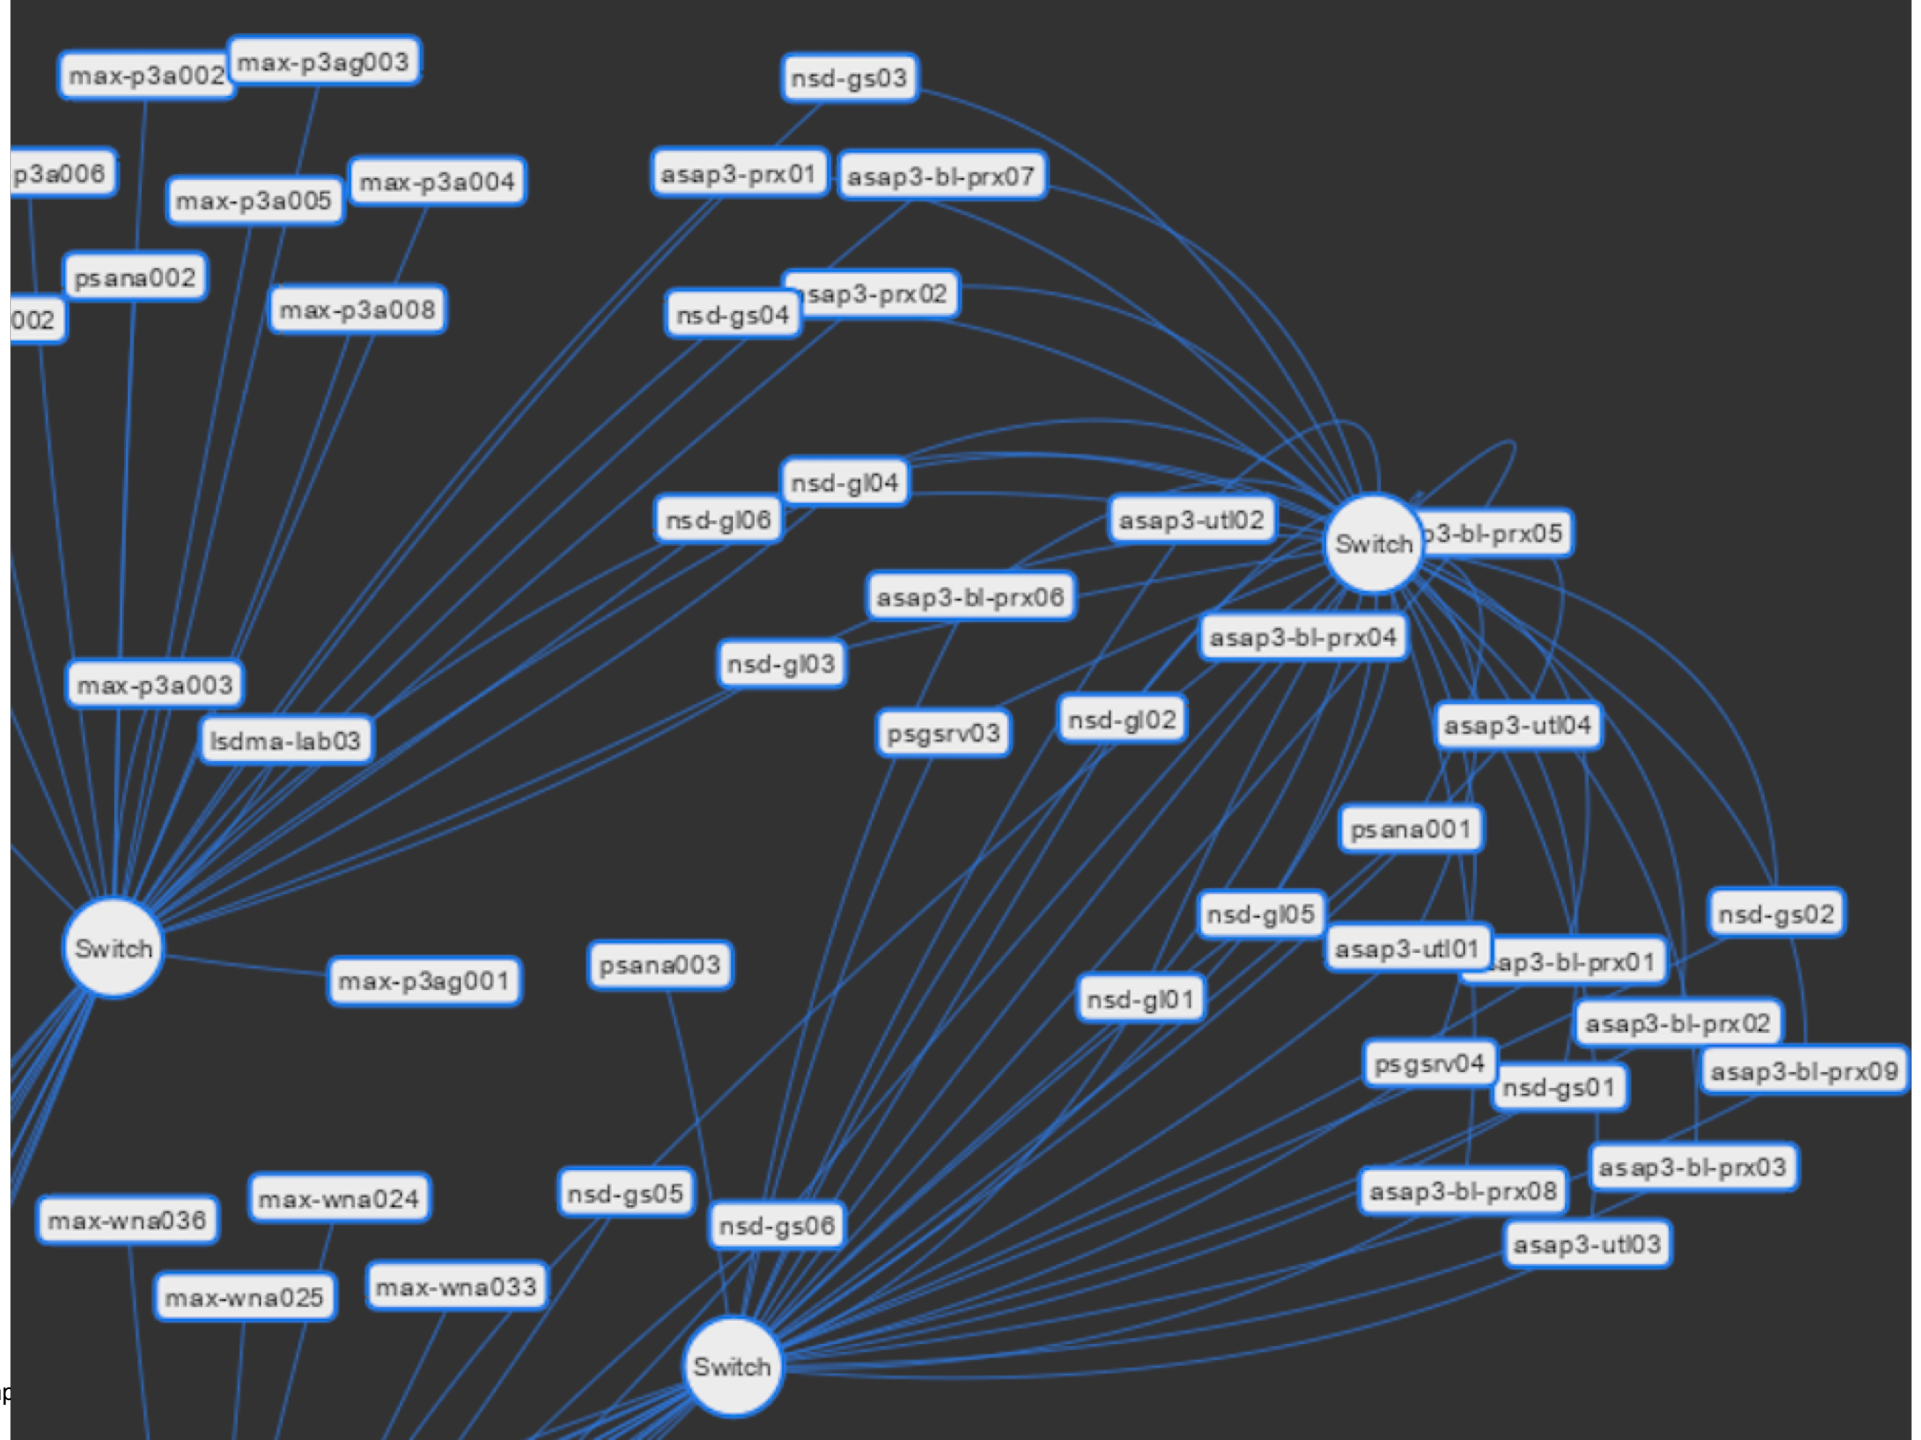 max-p3a002
max-p3ag003
nsd-gs03
p3a006
max-p3a005
max-p3a004
asap3-prx01
asap3-bl-prx07
psana002
002
max-p3a008
nsd-gs04
sap3-prx02
nsd-gl04
nsd-gl06
asap3-utl02
Switch
p3-bl-prx05
asap3-bl-prx06
asap3-bl-prx04
nsd-gl03
max-p3a003
lsdma-lab03
psgsrv03
nsd-gl02
asap3-utl04
psana001
nsd-gl05
nsd-gs02
Switch
max-p3ag001
psana003
asap3-utl01
sap3-bl-prx01
nsd-gl01
asap3-bl-prx02
psgsrv04
nsd-gs01
asap3-bl-prx09
asap3-bl-prx03
asap3-bl-prx08
asap3-utl03
max-wna036
max-wna024
nsd-gs05
nsd-gs06
max-wna025
max-wna033
Switch